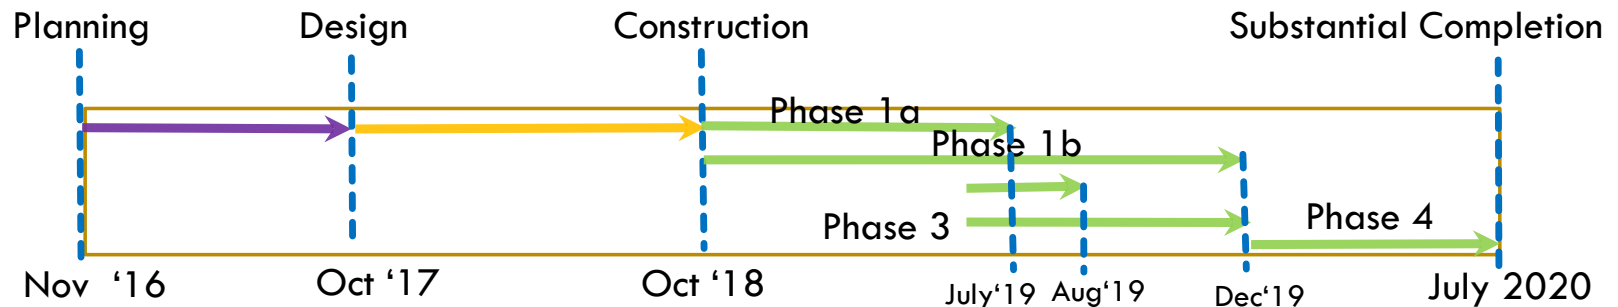 Planning
Design
Construction
Substantial Completion
Phase 1a
Phase 1b
Phase 3
Phase 4
Nov ‘16
Oct ‘17
Oct ‘18
July‘19
Aug‘19
Dec‘19
July 2020